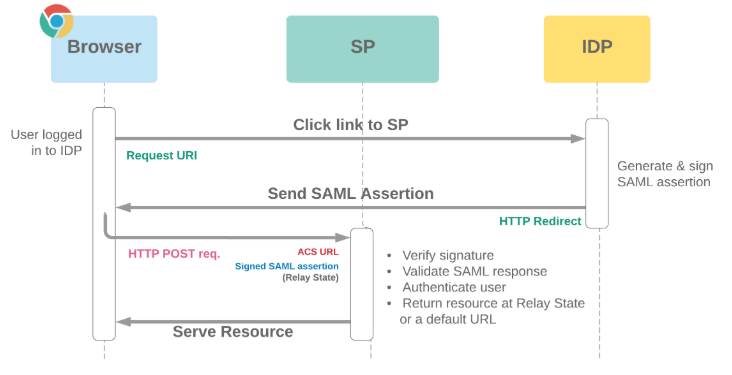 Browser
SP
IDP
User logged
in to IDP
Click link to SP
Request URI
Generate & sign
SAML assertion
Send SAML Assertion
HTTP Redirect
HTTP POST req.
ACS URL
Signed SAML assertion
(Relay State)
• Verify signature
• Validate SAML response
• Authenticate user
• Return resource at Relay State
or a default URL
Serve Resource